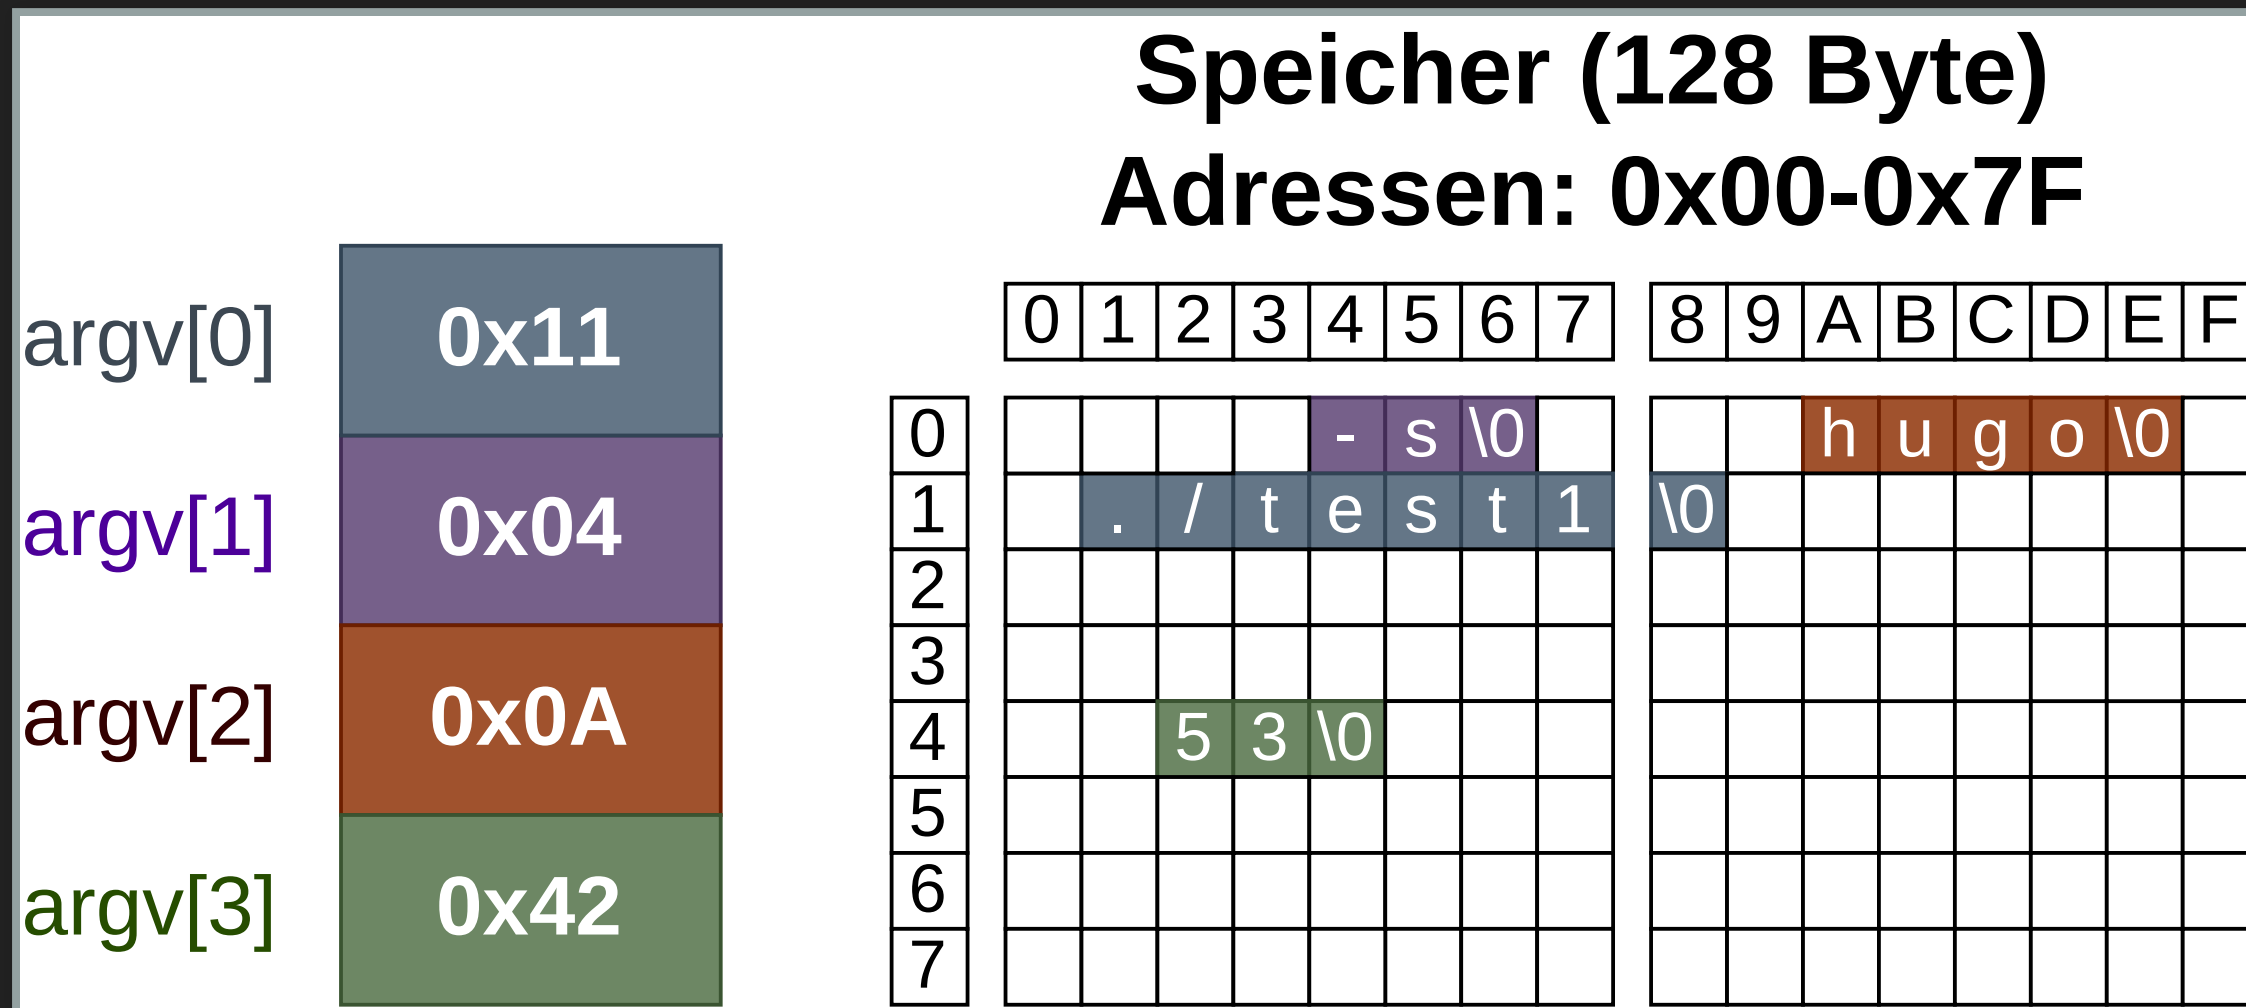 Speicher (128 Byte)
Adressen: 0x00-0x7F
argv[0] 0x11
argv[1] 0x04
argv[2] 0x0A
argv[3] 0x42
0 1 2 3 4 5 6 7 8 9 A B C D E F
0 - s \0 h u g o \0
1 . / t e s t 1 \0
2
3
4 5 3 \0
5
6
7